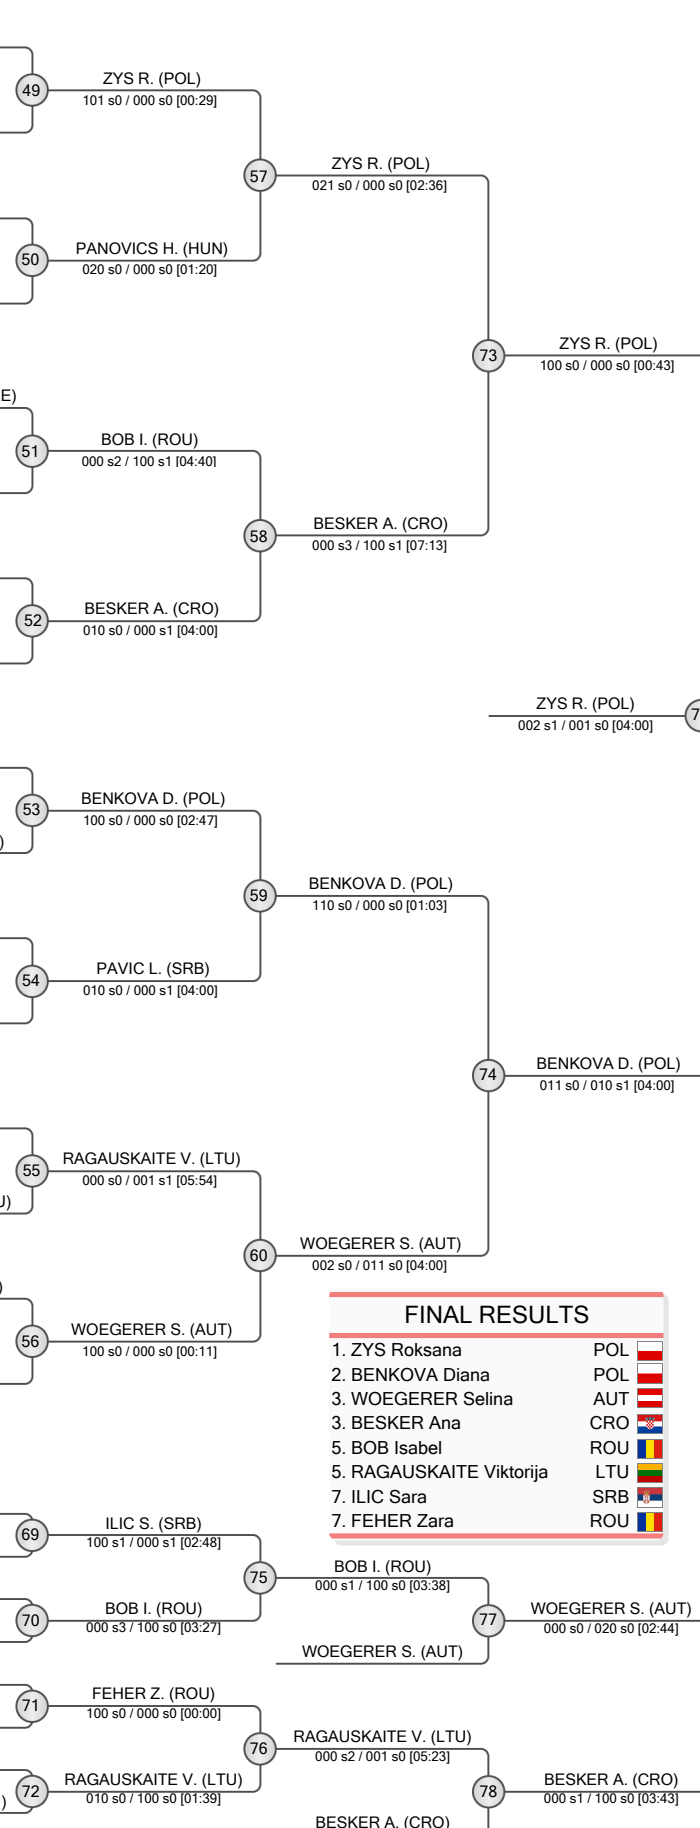 49
ZYS R. (POL)
101 s0 / 000 s0 [00:29]
57
ZYS R. (POL)
021 s0 / 000 s0 [02:36]
50
PANOVICS H. (HUN)
020 s0 / 000 s0 [01:20]
73
ZYS R. (POL)
100 s0 / 000 s0 [00:43]
E)
51
BOB I. (ROU)
000 s2 / 100 s1 [04:40]
58
BESKER A. (CRO)
000 s3 / 100 s1 [07:13]
52
BESKER A. (CRO)
010 s0 / 000 s1 [04:00]
ZYS R. (POL)
002 s1 / 001 s0 [04:00]
7
53
BENKOVA D. (POL)
100 s0 / 000 s0 [02:47]
)
59
BENKOVA D. (POL)
110 s0 / 000 s0 [01:03]
54
PAVIC L. (SRB)
010 s0 / 000 s1 [04:00]
74
BENKOVA D. (POL)
011 s0 / 010 s1 [04:00]
55
RAGAUSKAITE V. (LTU)
000 s0 / 001 s1 [05:54]
J)
60
WOEGERER S. (AUT)
002 s0 / 011 s0 [04:00]
)
56
WOEGERER S. (AUT)
100 s0 / 000 s0 [00:11]
FINAL RESULTS
1. ZYS Roksana POL
2. BENKOVA Diana POL
3. WOEGERER Selina AUT
3. BESKER Ana CRO
5. BOB Isabel ROU
5. RAGAUSKAITE Viktorija LTU
7. ILIC Sara SRB
7. FEHER Zara ROU
69
ILIC S. (SRB)
100 s1 / 000 s1 [02:48]
75
BOB I. (ROU)
000 s1 / 100 s0 [03:38]
70
BOB I. (ROU)
000 s3 / 100 s0 [03:27]
77
WOEGERER S. (AUT)
000 s0 / 020 s0 [02:44]
WOEGERER S. (AUT)
71
FEHER Z. (ROU)
100 s0 / 000 s0 [00:00]
76
RAGAUSKAITE V. (LTU)
000 s2 / 001 s0 [05:23]
72
RAGAUSKAITE V. (LTU)
010 s0 / 100 s0 [01:39]
)
78
BESKER A. (CRO)
000 s1 / 100 s0 [03:43]
BESKER A. (CRO)